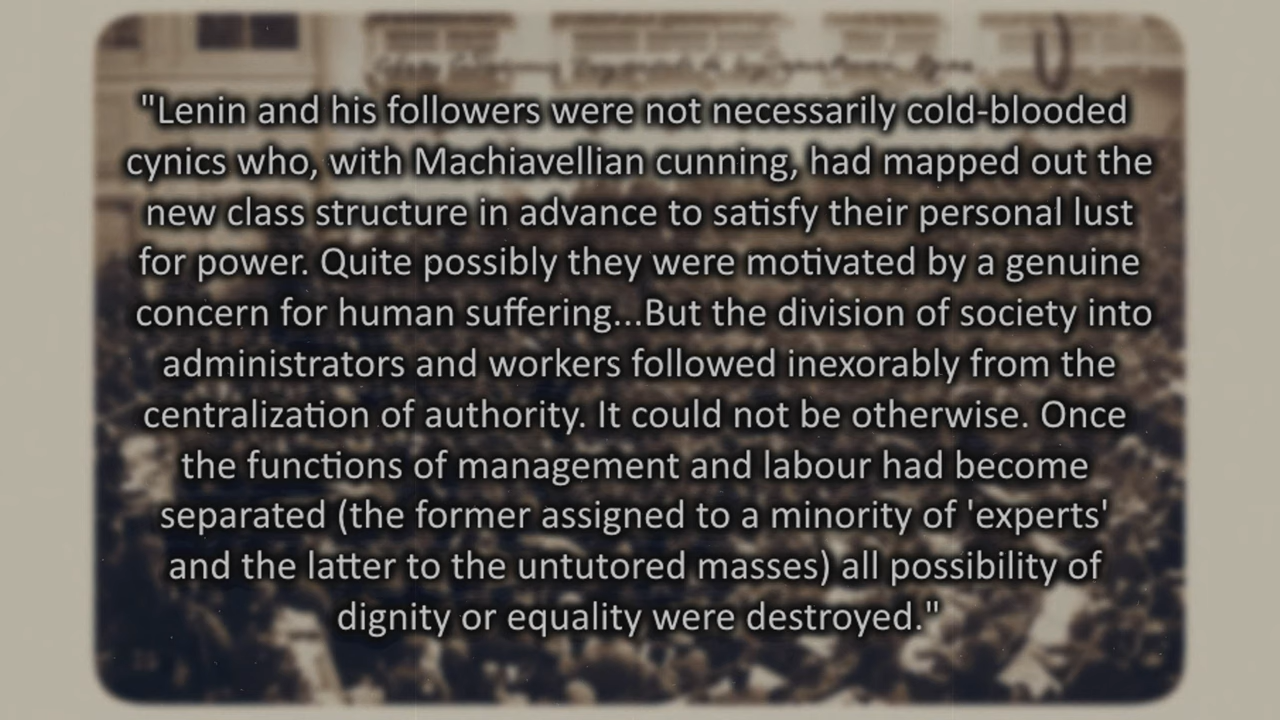 "Lenin and his followers were not necessarily cold-blooded
cynics who, with Machiavellian cunning, had mapped out the
new class structure in advance to satisfy their personal lust
for power. Quite possibly they were motivated by a genuine
concern for human suffering...But the division of society into
administrators and workers followed inexorably from the
centralization of authority. It could not be otherwise. Once
the functions of management and labour had become
separated (the former assigned to a minority of 'experts'
and the latter to the untutored masses) all possibility of
dignity or equality were destroyed."